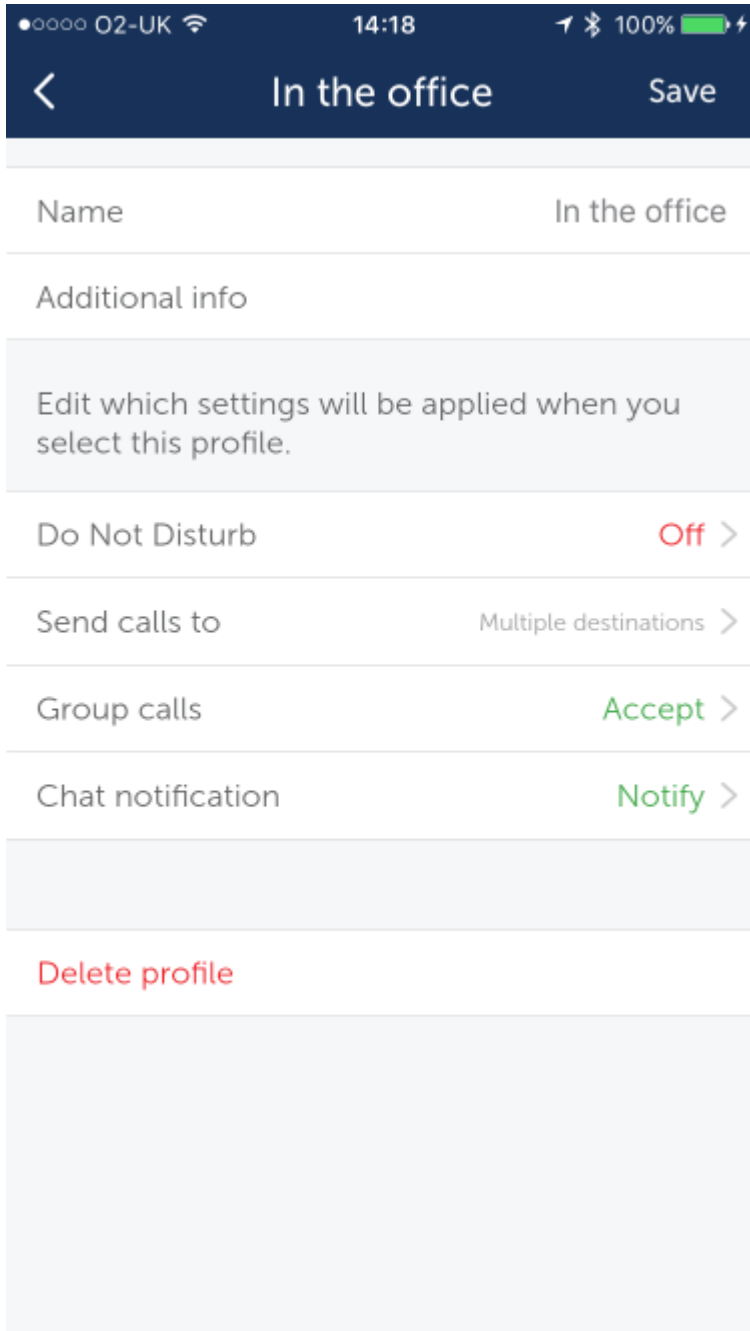 O2-UK 14:18 100%
In the office Save
Name In the office
Additional info
Edit which settings will be applied when you
select this profile.
Do Not Disturb Off
Send calls to Multiple destinations
Group calls Accept
Chat notification Notify
Delete profile